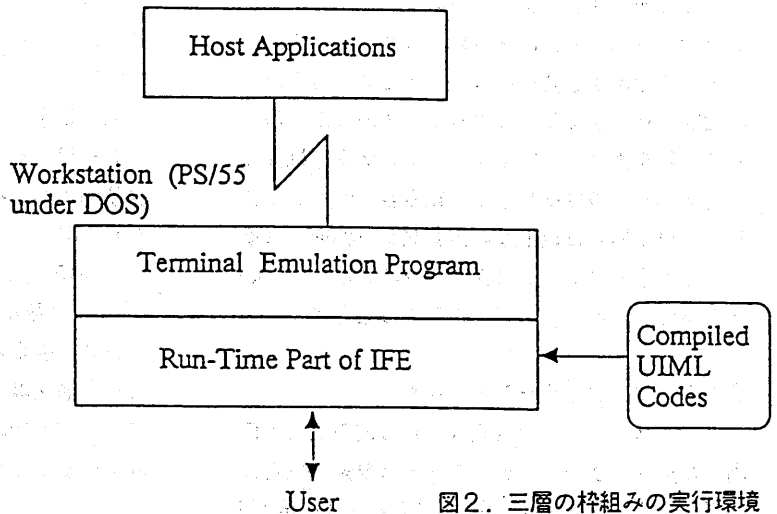 Host Applications
Workstation (PS/55
under DOS)
Terminal Emulation Program
Run-Time Part of IFE
Compiled
UIML
Codes
User
図2. 三層の枠組みの実行環境